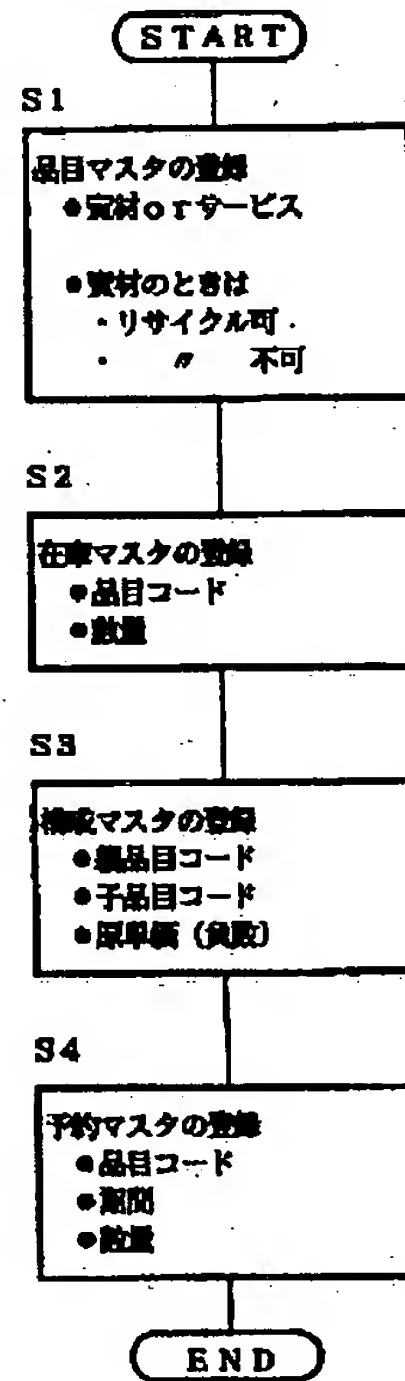 START
S1
品目マスタの登録
●資材orサービス
●資材のときは
・リサイクル可
・ 〃 不可
S2
在庫マスタの登録
●品目コード
●数量
S3
構成マスタの登録
●親品目コード
●子品目コード
●原単価(負数)
S4
予約マスタの登録
●品目コード
●期間
●数量
END